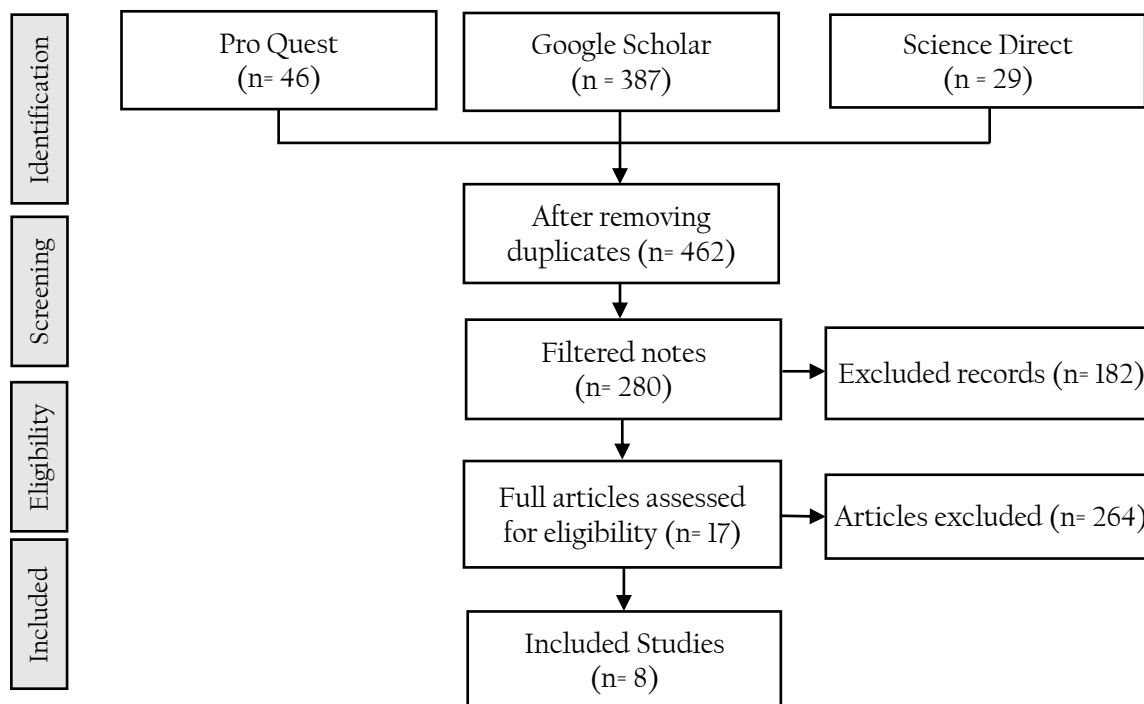 Identification
Pro Quest
(n= 46)
Google Scholar
(n = 387)
Science Direct
(n = 29)
Screening
After removing
duplicates (n= 462)
Filtered notes
(n= 280)
Excluded records (n= 182)
Eligibility
Full articles assessed
for eligibility (n= 17)
Articles excluded (n= 264)
Included
Included Studies
(n= 8)